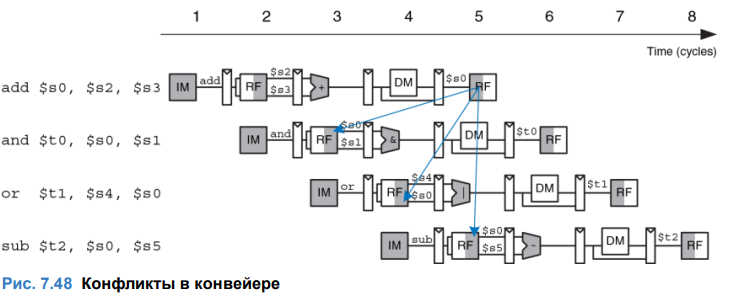 1 2 3 4 5 6 7 8
Time (cycles)
add $s0, $s2, $s3 IM add RF $s2 $s3 + DM $s0 RF
and $t0, $s0, $s1 IM and RF $s0 $s1 & DM $t0 RF
or $t1, $s4, $s0 IM or RF $s4 $s0 | DM $t1 RF
sub $t2, $s0, $s5 IM sub RF $s0 $s5 - DM $t2 RF
Рис. 7.48 Конфликты в конвейере